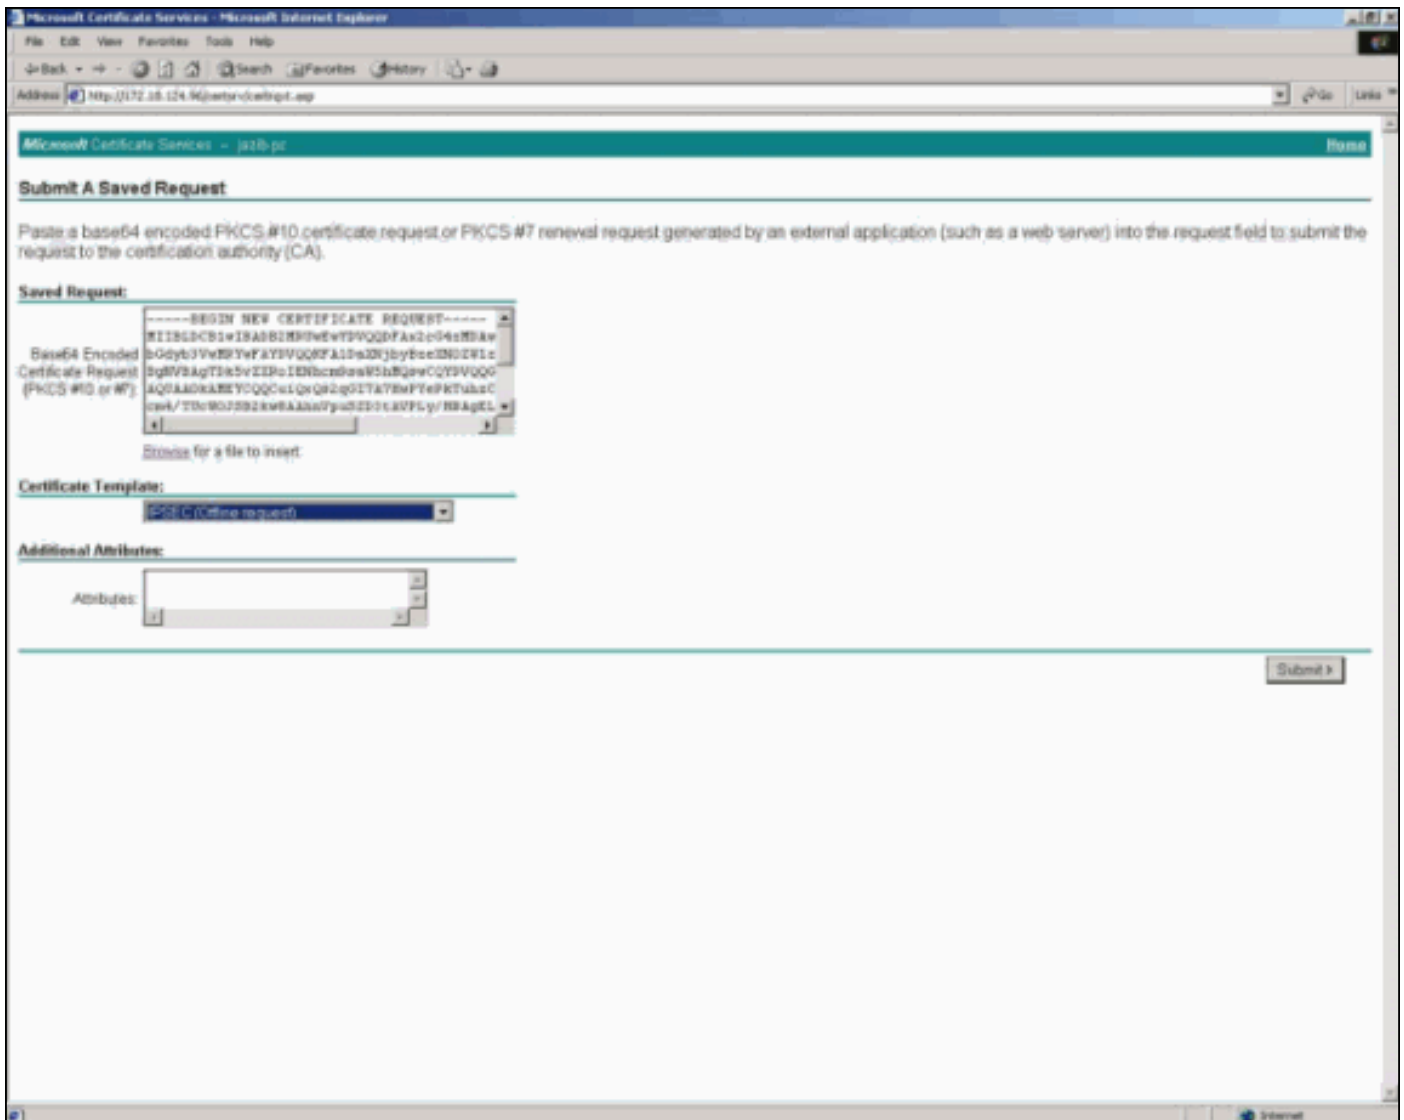 Microsoft Certificate Services - Microsoft Internet Explorer
File Edit View Favorites Tools Help
Back Search Favorites History
Address Go Links
Microsoft Certificate Services -- jazib-pc Home
Submit A Saved Request
Paste a base64 encoded PKCS #10 certificate request or PKCS #7 renewal request generated by an external application (such as a web server) into the request field to submit the
request to the certification authority (CA).
Saved Request:
-----BEGIN NEW CERTIFICATE REQUEST-----
Base64 Encoded
Certificate Request
(PKCS #10 or #7):
Browse for a file to insert.
Certificate Template:
IPSEC (Offline request)
Additional Attributes:
Attributes:
Submit >
Internet